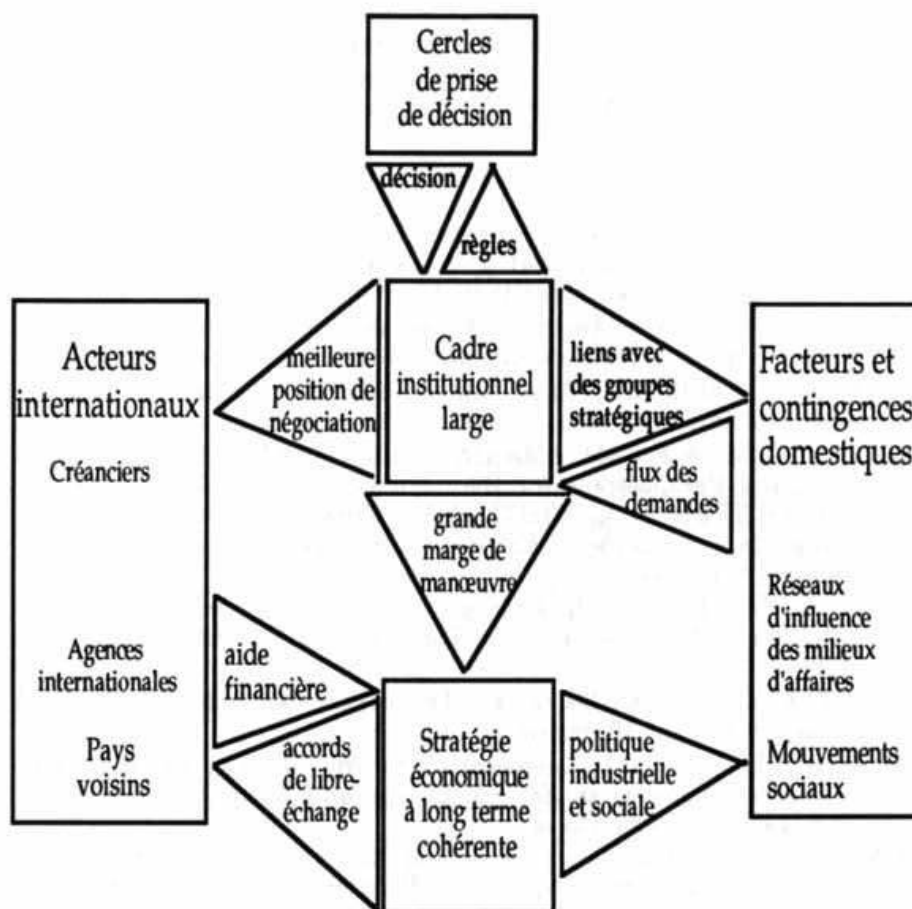 Cercles
de prise
de décision
décision
règles
Acteurs
internationaux
Créanciers
Agences
internationales
Pays
voisins
meilleure
position de
négociation
Cadre
institutionnel
large
liens avec
des groupes
stratégiques
flux des
demandes
Facteurs et
contingences
domestiques
Réseaux
d'influence
des milieux
d'affaires
Mouvements
sociaux
grande
marge de
manœuvre
aide
financière
accords
de libre-
échange
Stratégie
économique
à long terme
cohérente
politique
industrielle
et sociale